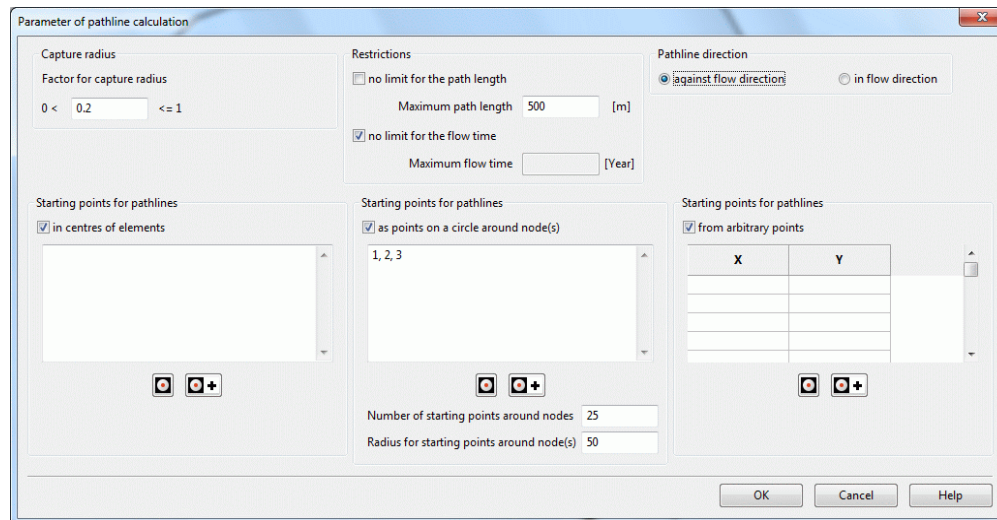 Parameter of pathline calculation
x
Capture radius
Factor for capture radius
0 < 0.2 <= 1
Restrictions
no limit for the path length
Maximum path length 500 [m]
no limit for the flow time
Maximum flow time [Year]
Pathline direction
against flow direction in flow direction
Starting points for pathlines
in centres of elements
Starting points for pathlines
as points on a circle around node(s)
1, 2, 3
Number of starting points around nodes 25
Radius for starting points around node(s) 50
Starting points for pathlines
from arbitrary points
X Y
OK Cancel Help